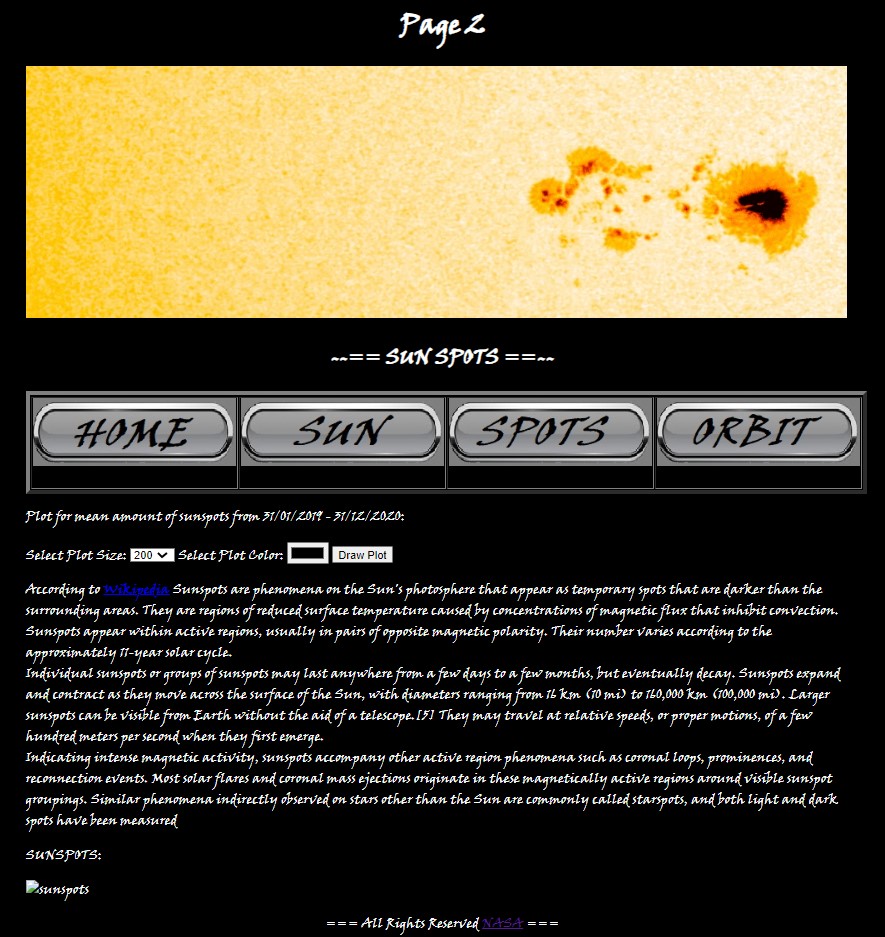 Page 2
--== SUN SPOTS ==--
HOME SUN SPOTS ORBIT
Plot for mean amount of sunspots from 31/01/2019 - 31/12/2020:
Select Plot Size: 200 Select Plot Color: Draw Plot
According to Wikipedia Sunspots are phenomena on the Sun's photosphere that appear as temporary spots that are darker than the
surrounding areas. They are regions of reduced surface temperature caused by concentrations of magnetic flux that inhibit convection.
Sunspots appear within active regions, usually in pairs of opposite magnetic polarity. Their number varies according to the
approximately 11-year solar cycle.
Individual sunspots or groups of sunspots may last anywhere from a few days to a few months, but eventually decay. Sunspots expand
and contract as they move across the surface of the Sun, with diameters ranging from 16 km (10 mi) to 160,000 km (100,000 mi). Larger
sunspots can be visible from Earth without the aid of a telescope.[5] They may travel at relative speeds, or proper motions, of a few
hundred meters per second when they first emerge.
Indicating intense magnetic activity, sunspots accompany other active region phenomena such as coronal loops, prominences, and
reconnection events. Most solar flares and coronal mass ejections originate in these magnetically active regions around visible sunspot
groupings. Similar phenomena indirectly observed on stars other than the Sun are commonly called starspots, and both light and dark
spots have been measured
SUNSPOTS:
sunspots
=== All Rights Reserved NASA ===